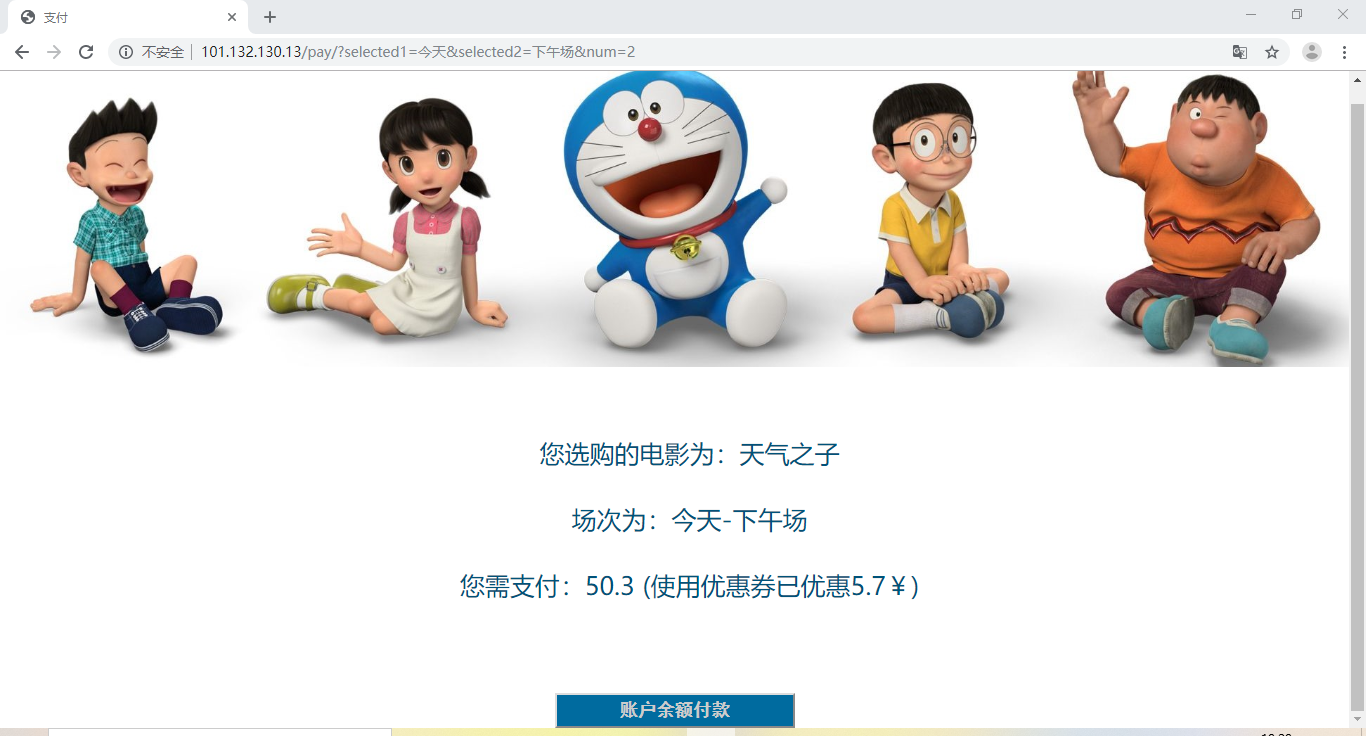 支付
不安全 101.132.130.13/pay/?selected1=今天&selected2=下午场&num=2
您选购的电影为：天气之子
场次为：今天-下午场
您需支付：50.3 (使用优惠券已优惠5.7￥)
账户余额付款